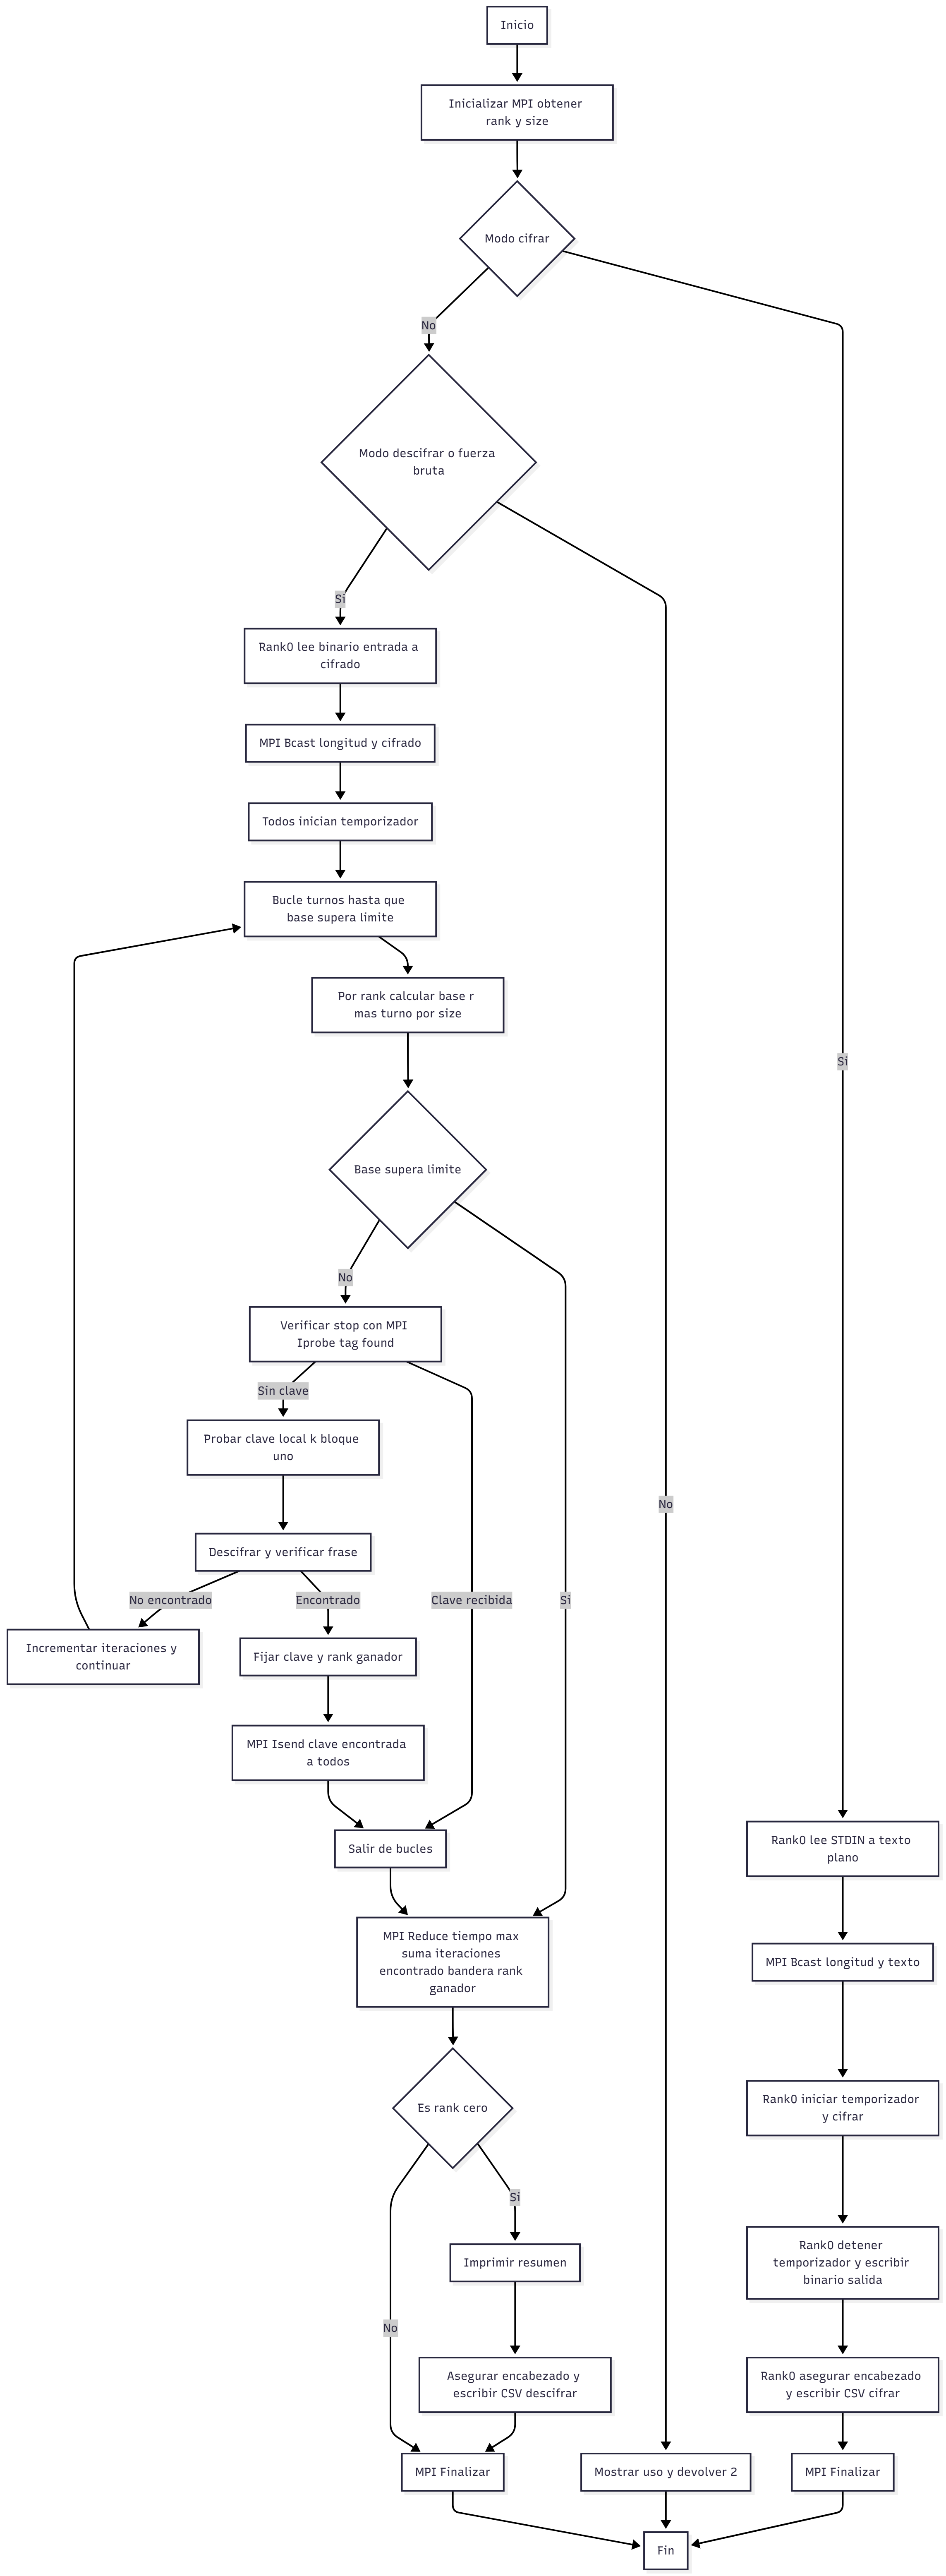 Inicio
Inicializar MPI obtener
rank y size
Modo cifrar
No
Modo descifrar o fuerza
bruta
Si
Rank0 lee binario entrada a
cifrado
MPI Bcast longitud y cifrado
Todos inician temporizador
Bucle turnos hasta que
base supera limite
Por rank calcular base r
mas turno por size
Si
Base supera limite
No
Verificar stop con MPI
Iprobe tag found
Sin clave
Probar clave local k bloque
uno
No
Descifrar y verificar frase
No encontrado
Encontrado
Clave recibida
Si
Incrementar iteraciones y
continuar
Fijar clave y rank ganador
MPI Isend clave encontrada
a todos
Salir de bucles
Rank0 lee STDIN a texto
plano
MPI Reduce tiempo max
suma iteraciones
encontrado bandera rank
ganador
MPI Bcast longitud y texto
Es rank cero
Rank0 iniciar temporizador
y cifrar
Si
Imprimir resumen
Rank0 detener
temporizador y escribir
binario salida
No
Asegurar encabezado y
escribir CSV descifrar
Rank0 asegurar encabezado
y escribir CSV cifrar
MPI Finalizar
Mostrar uso y devolver 2
MPI Finalizar
Fin